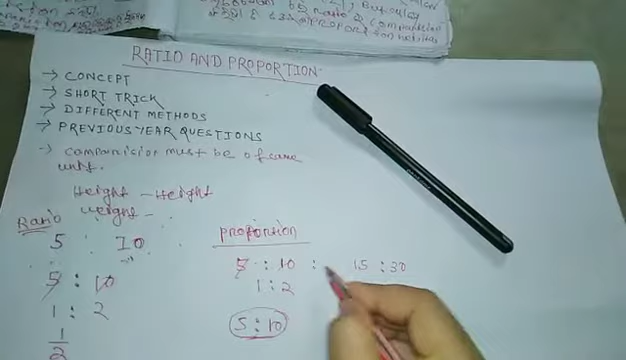 RATIO AND PROPORTION
→ CONCEPT
→ SHORT TRICK
→ DIFFERENT METHODS
→ PREVIOUS YEAR QUESTIONS
→ comparision must be of same
unit.
Height - Height
weight -
Ratio
5 : 10
5 : 10
1 : 2
1
2
proportion
5 : 10 : 15 : 30
1 : 2
5 : 10